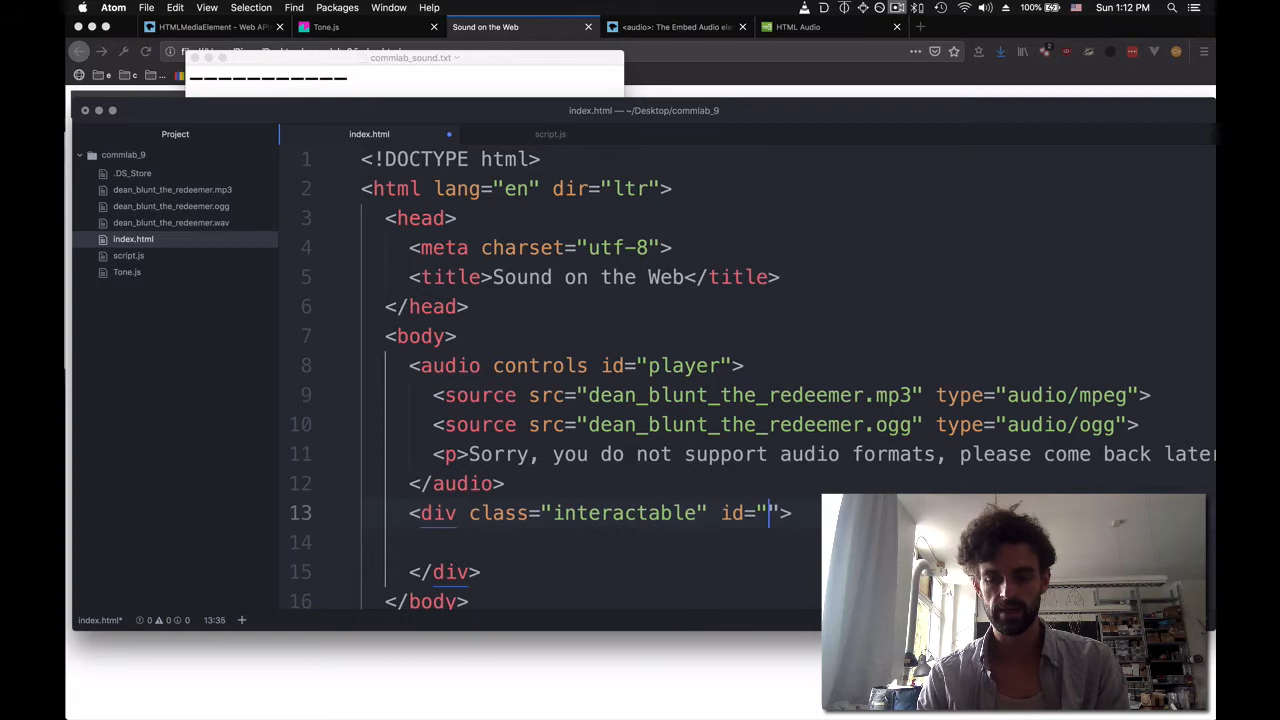 Atom File Edit View Selection Find Packages Window Help 100% Sun 1:12 PM
HTMLMediaElement - Web AP Tone.js Sound on the Web <audio>: The Embed Audio el HTML Audio
e c ...
commlab_sound.txt
index.html — ~/Desktop/commlab_9
Project index.html script.js
commlab_9
.DS_Store
dean_blunt_the_redeemer.mp3
dean_blunt_the_redeemer.ogg
dean_blunt_the_redeemer.wav
index.html
script.js
Tone.js
1 <!DOCTYPE html>
2 <html lang="en" dir="ltr">
3 <head>
4 <meta charset="utf-8">
5 <title>Sound on the Web</title>
6 </head>
7 <body>
8 <audio controls id="player">
9 <source src="dean_blunt_the_redeemer.mp3" type="audio/mpeg">
10 <source src="dean_blunt_the_redeemer.ogg" type="audio/ogg">
11 <p>Sorry, you do not support audio formats, please come back later
12 </audio>
13 <div class="interactable" id="">
15 </div>
16 </body>
index.html* 0 0 0 13:35